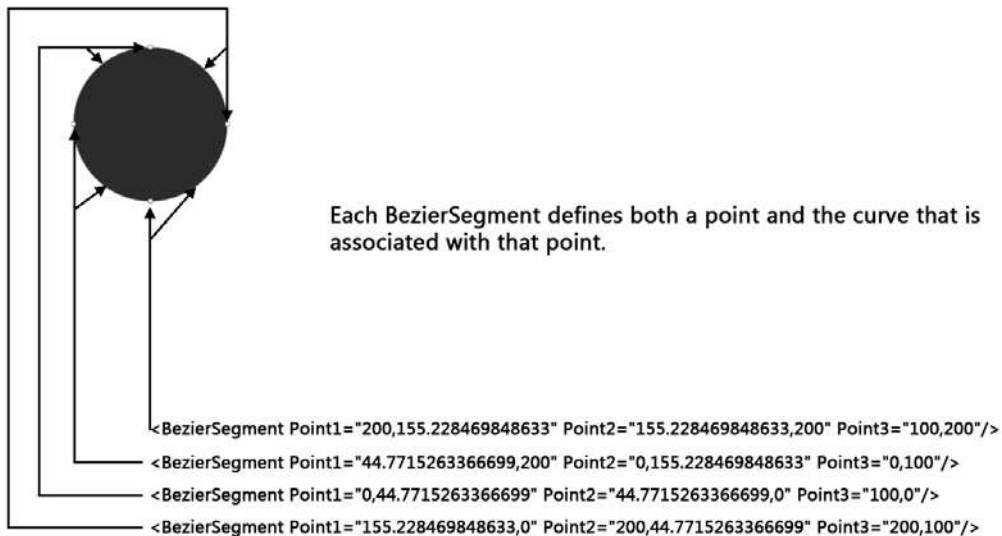 Each BezierSegment defines both a point and the curve that is
associated with that point.
<BezierSegment Point1="200,155.228469848633" Point2="155.228469848633,200" Point3="100,200"/>
<BezierSegment Point1="44.7715263366699,200" Point2="0,155.228469848633" Point3="0,100"/>
<BezierSegment Point1="0,44.7715263366699" Point2="44.7715263366699,0" Point3="100,0"/>
<BezierSegment Point1="155.228469848633,0" Point2="200,44.7715263366699" Point3="200,100"/>